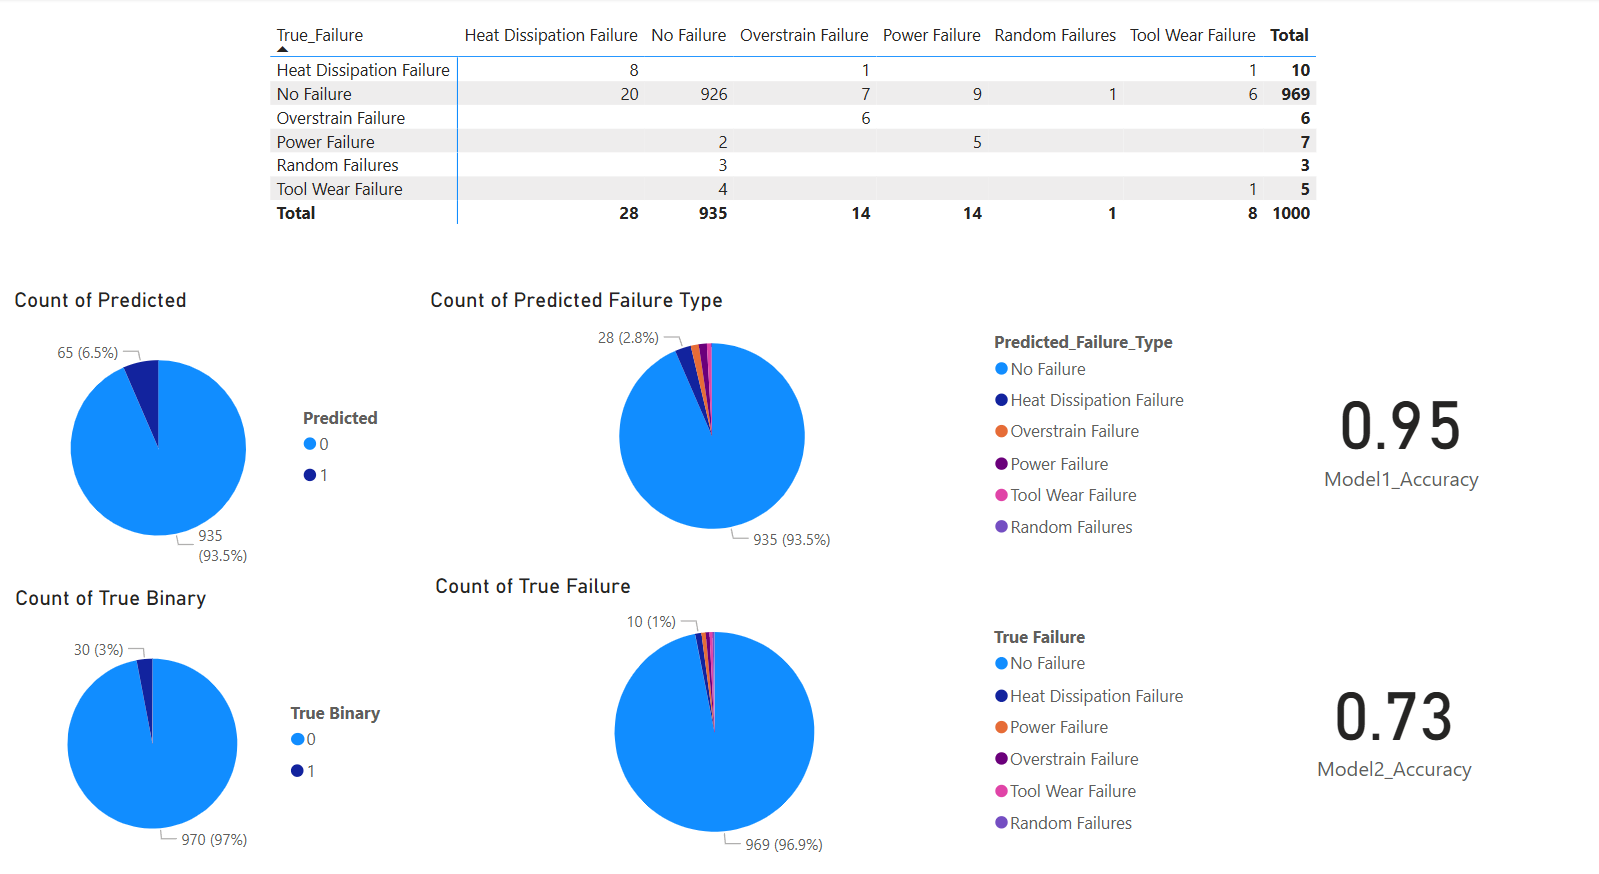 True_Failure Heat Dissipation Failure No Failure Overstrain Failure Power Failure Random Failures Tool Wear Failure Total
Heat Dissipation Failure 8 1 1 10
No Failure 20 926 7 9 1 6 969
Overstrain Failure 6 6
Power Failure 2 5 7
Random Failures 3 3
Tool Wear Failure 4 1 5
Total 28 935 14 14 1 8 1000
Count of Predicted
65 (6.5%)
935
(93.5%)
Predicted
0
1
Count of Predicted Failure Type
28 (2.8%)
935 (93.5%)
Predicted_Failure_Type
No Failure
Heat Dissipation Failure
Overstrain Failure
Power Failure
Tool Wear Failure
Random Failures
0.95
Model1_Accuracy
Count of True Binary
30 (3%)
970 (97%)
True Binary
0
1
Count of True Failure
10 (1%)
969 (96.9%)
True Failure
No Failure
Heat Dissipation Failure
Power Failure
Overstrain Failure
Tool Wear Failure
Random Failures
0.73
Model2_Accuracy